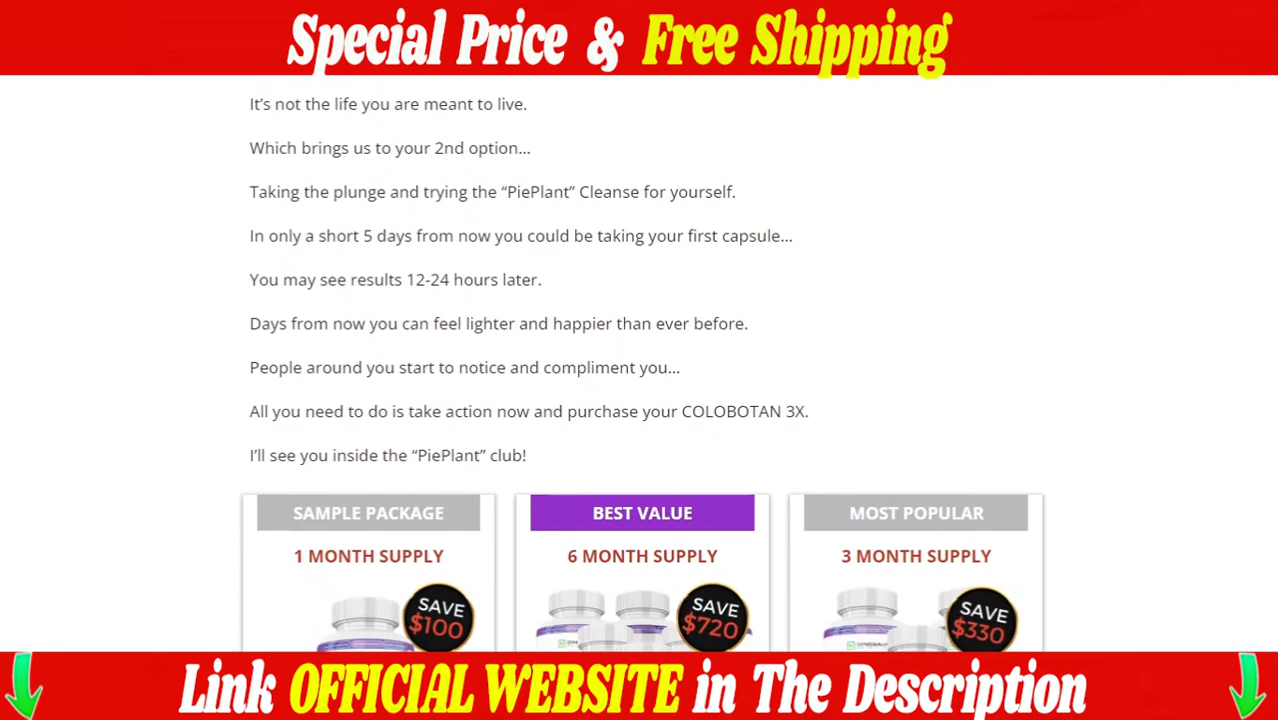 Special Price & Free Shipping
It’s not the life you are meant to live.
Which brings us to your 2nd option...
Taking the plunge and trying the “PiePlant” Cleanse for yourself.
In only a short 5 days from now you could be taking your first capsule...
You may see results 12-24 hours later.
Days from now you can feel lighter and happier than ever before.
People around you start to notice and compliment you...
All you need to do is take action now and purchase your COLOBOTAN 3X.
I’ll see you inside the “PiePlant” club!
SAMPLE PACKAGE
1 MONTH SUPPLY
SAVE
$100
BEST VALUE
6 MONTH SUPPLY
SAVE
$720
MOST POPULAR
3 MONTH SUPPLY
SAVE
$330
Link OFFICIAL WEBSITE in The Description